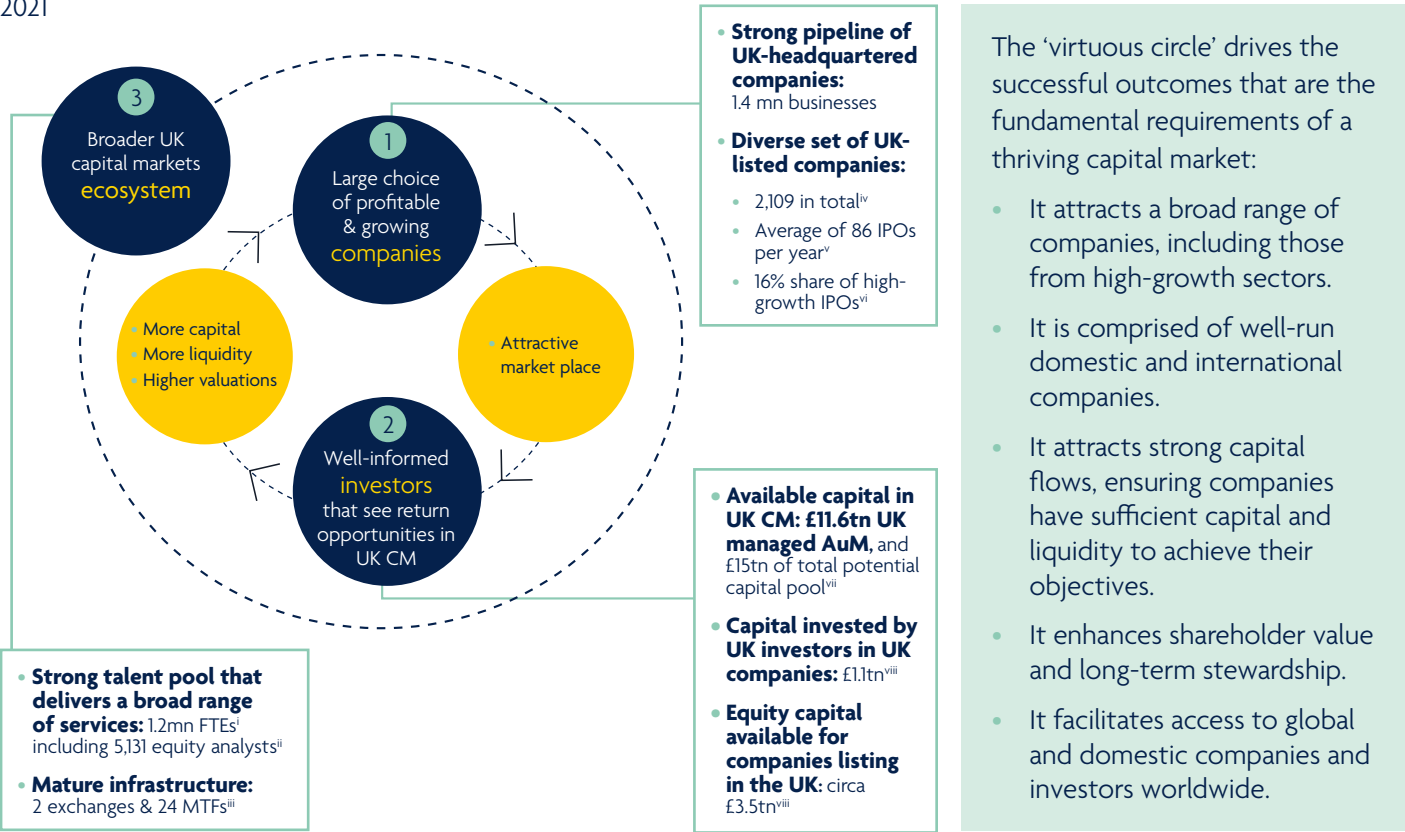 2021
3
Broader UK
capital markets
ecosystem
1
Large choice
of profitable
& growing
companies
• More capital
• More liquidity
• Higher valuations
• Attractive
market place
2
Well-informed
investors
that see return
opportunities in
UK CM
• Strong pipeline of
UK-headquartered
companies:
1.4 mn businesses
• Diverse set of UK-
listed companies:
• 2,109 in totaliv
• Average of 86 IPOs
per yearv
• 16% share of high-
growth IPOsvi
• Available capital in
UK CM: £11.6tn UK
managed AuM, and
£15tn of total potential
capital poolvii
• Capital invested by
UK investors in UK
companies: £1.1tnviii
• Equity capital
available for
companies listing
in the UK: circa
£3.5tnviii
• Strong talent pool that
delivers a broad range
of services: 1.2mn FTEsi
including 5,131 equity analystsii
• Mature infrastructure:
2 exchanges & 24 MTFsiii
The ‘virtuous circle’ drives the
successful outcomes that are the
fundamental requirements of a
thriving capital market:
• It attracts a broad range of
companies, including those
from high-growth sectors.
• It is comprised of well-run
domestic and international
companies.
• It attracts strong capital
flows, ensuring companies
have sufficient capital and
liquidity to achieve their
objectives.
• It enhances shareholder value
and long-term stewardship.
• It facilitates access to global
and domestic companies and
investors worldwide.